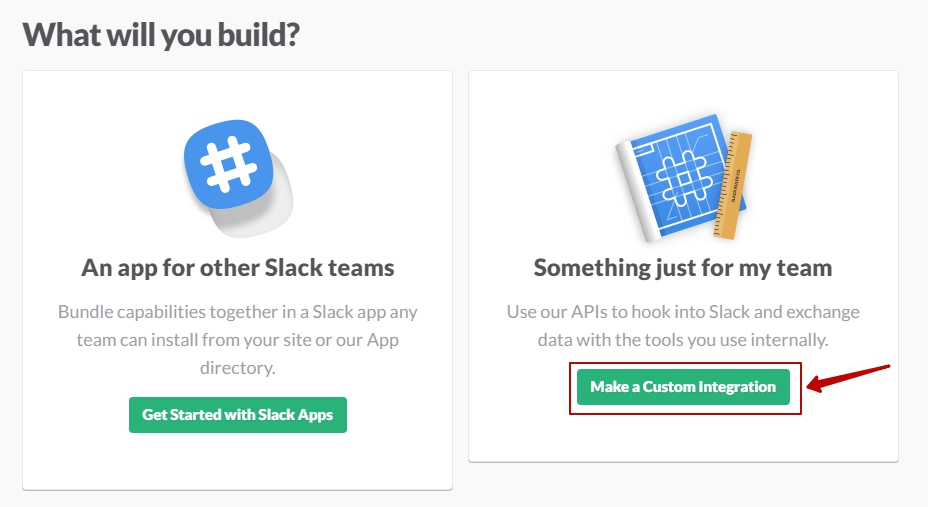 What will you build?
An app for other Slack teams
Bundle capabilities together in a Slack app any
team can install from your site or our App
directory.
Get Started with Slack Apps
Something just for my team
Use our APIs to hook into Slack and exchange
data with the tools you use internally.
Make a Custom Integration